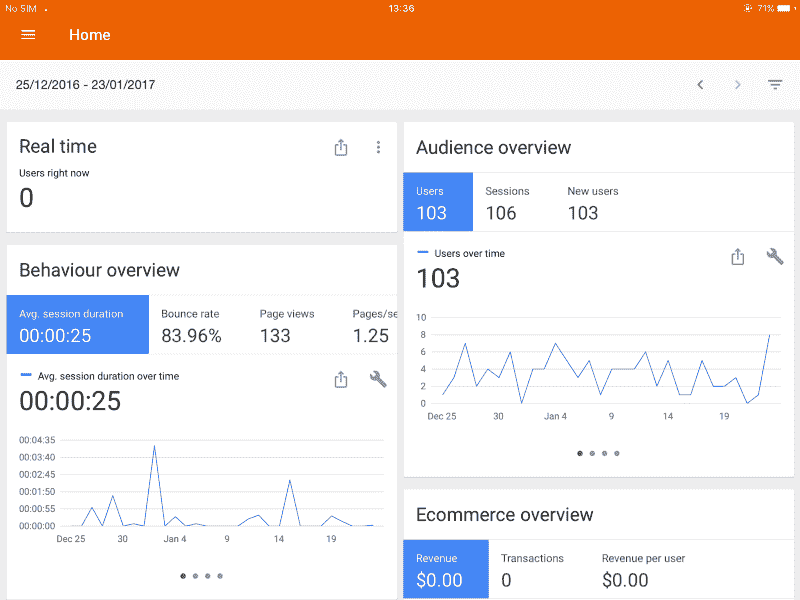 No SIM
13:36
71%
Home
25/12/2016 - 23/01/2017
Real time
Users right now
0
Behaviour overview
Avg. session duration
00:00:25
Bounce rate
83.96%
Page views
133
Pages/se
1.25
Avg. session duration over time
00:00:25
00:04:35
00:03:40
00:02:45
00:01:50
00:00:55
00:00:00
Dec 25 30 Jan 4 9 14 19
Audience overview
Users
103
Sessions
106
New users
103
Users over time
103
10
8
6
4
2
0
Dec 25 30 Jan 4 9 14 19
Ecommerce overview
Revenue
$0.00
Transactions
0
Revenue per user
$0.00